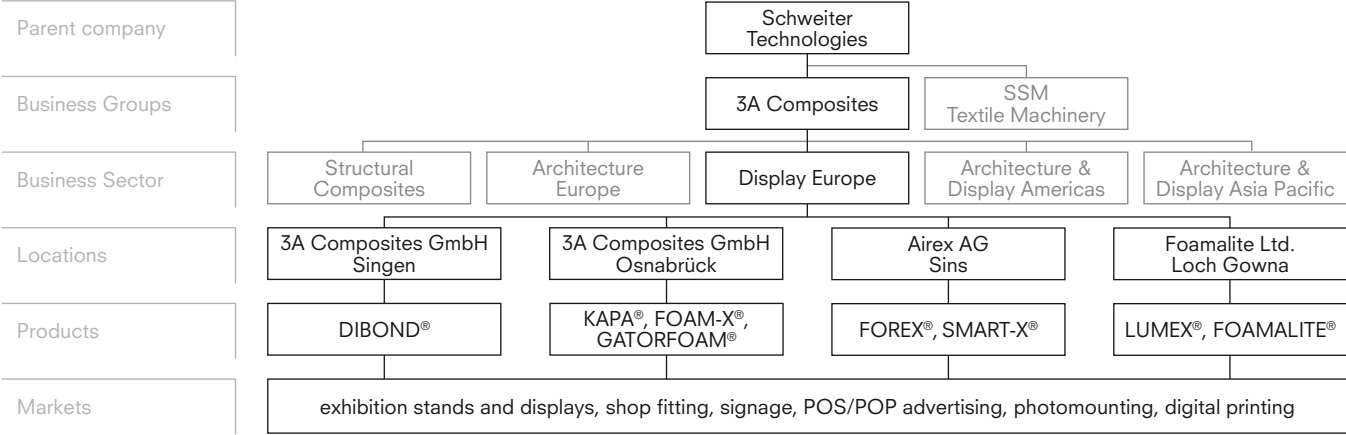 Parent company
Schweiter
Technologies
Business Groups
3A Composites
SSM
Textile Machinery
Business Sector
Structural
Composites
Architecture
Europe
Display Europe
Architecture &
Display Americas
Architecture &
Display Asia Pacific
Locations
3A Composites GmbH
Singen
3A Composites GmbH
Osnabrück
Airex AG
Sins
Foamalite Ltd.
Loch Gowna
Products
DIBOND®
KAPA®, FOAM-X®,
GATORFOAM®
FOREX®, SMART-X®
LUMEX®, FOAMALITE®
Markets
exhibition stands and displays, shop fitting, signage, POS/POP advertising, photomounting, digital printing